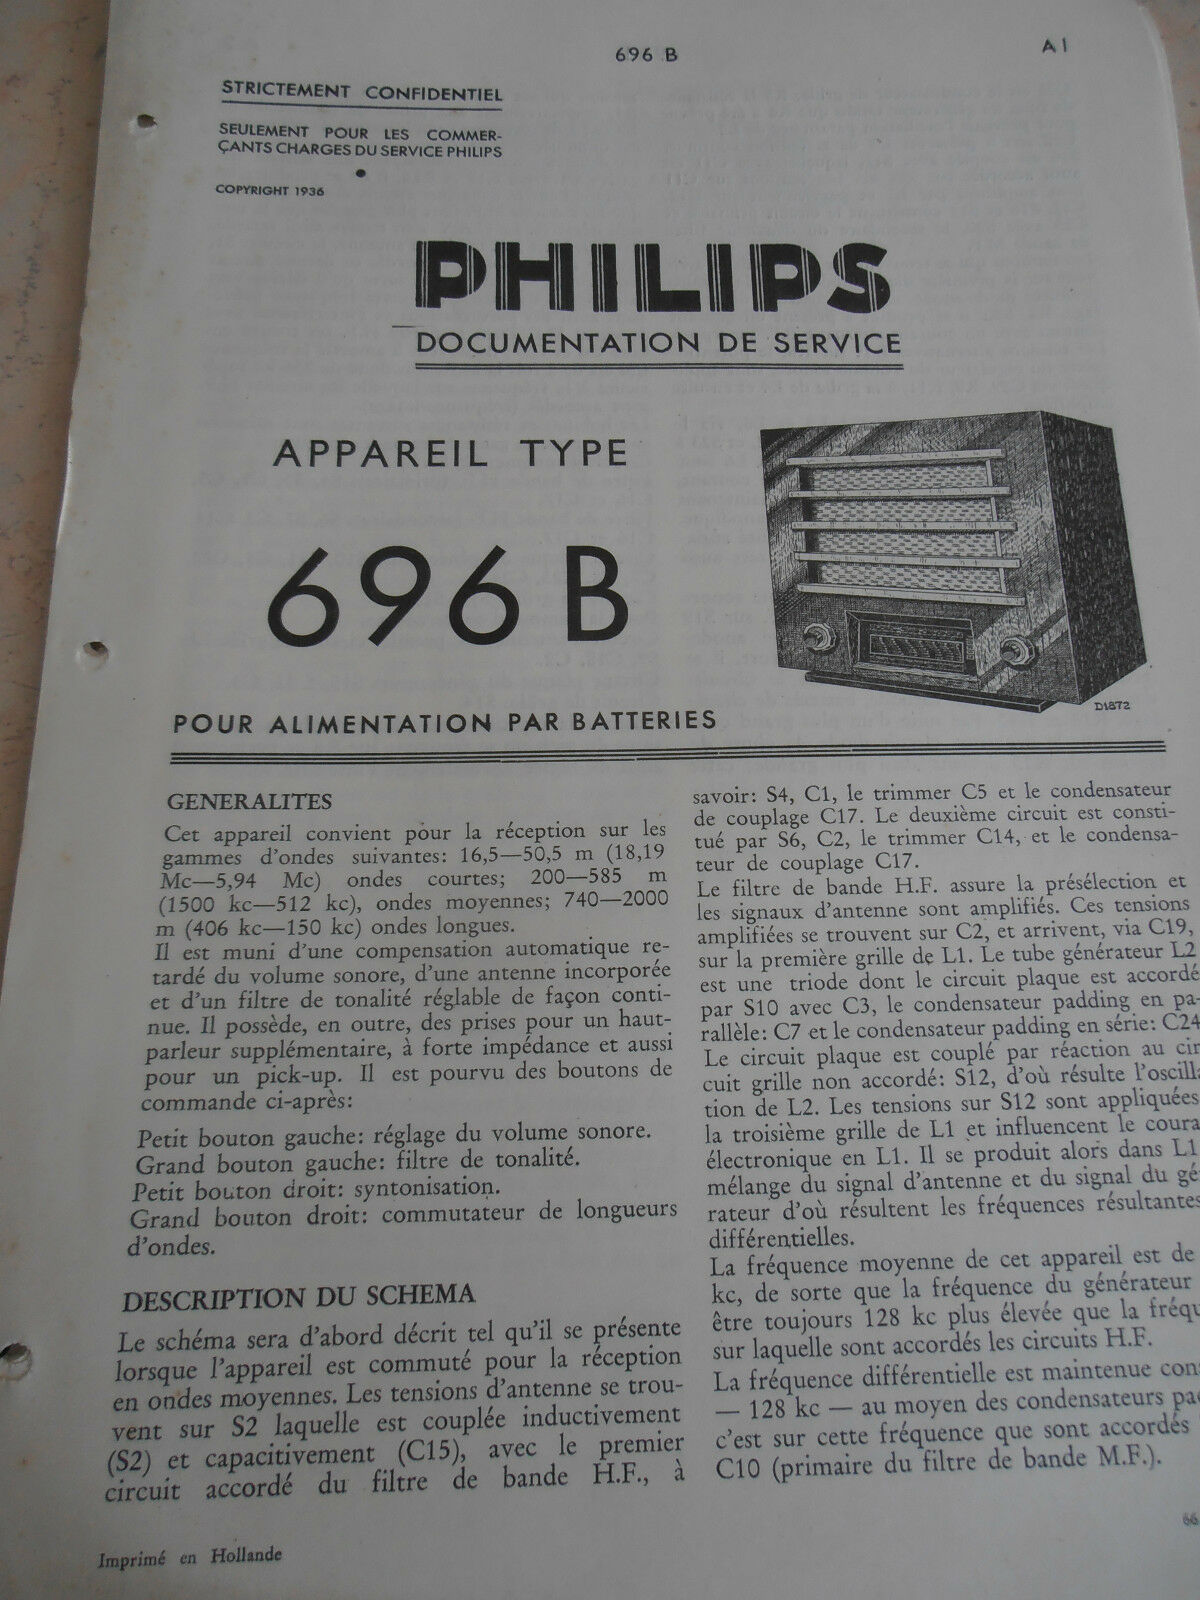 696 B
A 1
STRICTEMENT CONFIDENTIEL
SEULEMENT POUR LES COMMER-
ÇANTS CHARGES DU SERVICE PHILIPS
COPYRIGHT 1936
PHILIPS
DOCUMENTATION DE SERVICE
APPAREIL TYPE
696 B
D1872
POUR ALIMENTATION PAR BATTERIES
GENERALITES
Cet appareil convient pour la réception sur les
gammes d'ondes suivantes: 16,5—50,5 m (18,19
Mc—5,94 Mc) ondes courtes; 200—585 m
(1500 kc—512 kc), ondes moyennes; 740—2000
m (406 kc—150 kc) ondes longues.
Il est muni d'une compensation automatique re-
tardé du volume sonore, d'une antenne incorporée
et d'un filtre de tonalité réglable de façon conti-
nue. Il possède, en outre, des prises pour un haut-
parleur supplémentaire, à forte impédance et aussi
pour un pick-up. Il est pourvu des boutons de
commande ci-après:
Petit bouton gauche: réglage du volume sonore.
Grand bouton gauche: filtre de tonalité.
Petit bouton droit: syntonisation.
Grand bouton droit: commutateur de longueurs
d'ondes.
DESCRIPTION DU SCHEMA
Le schéma sera d'abord décrit tel qu'il se présente
lorsque l'appareil est commuté pour la réception
en ondes moyennes. Les tensions d'antenne se trou-
vent sur S2 laquelle est couplée inductivement
(S2) et capacitivement (C15), avec le premier
circuit accordé du filtre de bande H.F., à
savoir: S4, C1, le trimmer C5 et le condensateur
de couplage C17. Le deuxième circuit est consti-
tué par S6, C2, le trimmer C14, et le condensa-
teur de couplage C17.
Le filtre de bande H.F. assure la présélection et
les signaux d'antenne sont amplifiés. Ces tensions
amplifiées se trouvent sur C2, et arrivent, via C19,
sur la première grille de L1. Le tube générateur L2
est une triode dont le circuit plaque est accordé
par S10 avec C3, le condensateur padding en pa-
rallèle: C7 et le condensateur padding en série: C24
Le circuit plaque est couplé par réaction au cir
cuit grille non accordé: S12, d'où résulte l'oscilla
tion de L2. Les tensions sur S12 sont appliquées
la troisième grille de L1 et influencent le coura
électronique en L1. Il se produit alors dans L1
mélange du signal d'antenne et du signal du gé
rateur d'où résultent les fréquences résultantes
différentielles.
La fréquence moyenne de cet appareil est de
kc, de sorte que la fréquence du générateur
être toujours 128 kc plus élevée que la fréqu
sur laquelle sont accordés les circuits H.F.
La fréquence différentielle est maintenue con
— 128 kc — au moyen des condensateurs pa
c'est sur cette fréquence que sont accordés
C10 (primaire du filtre de bande M.F.).
66
Imprimé en Hollande